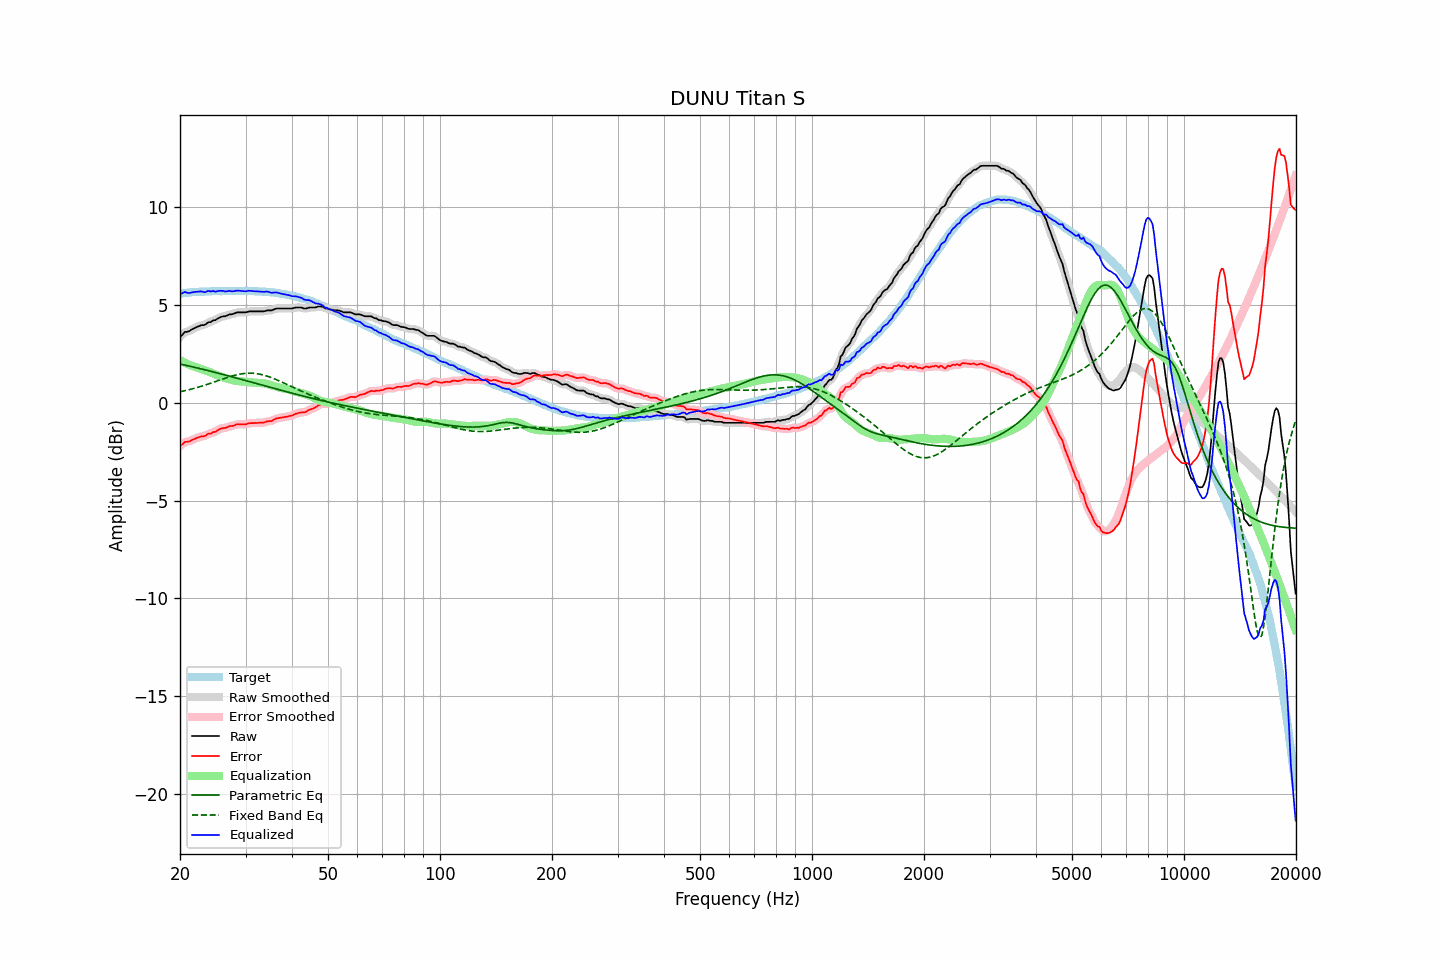 DUNU Titan S
Amplitude (dBr)
10
5
0
−5
−10
−15
−20
Target
Raw Smoothed
Error Smoothed
Raw
Error
Equalization
Parametric Eq
Fixed Band Eq
Equalized
20 50 100 200 500 1000 2000 5000 10000 20000
Frequency (Hz)